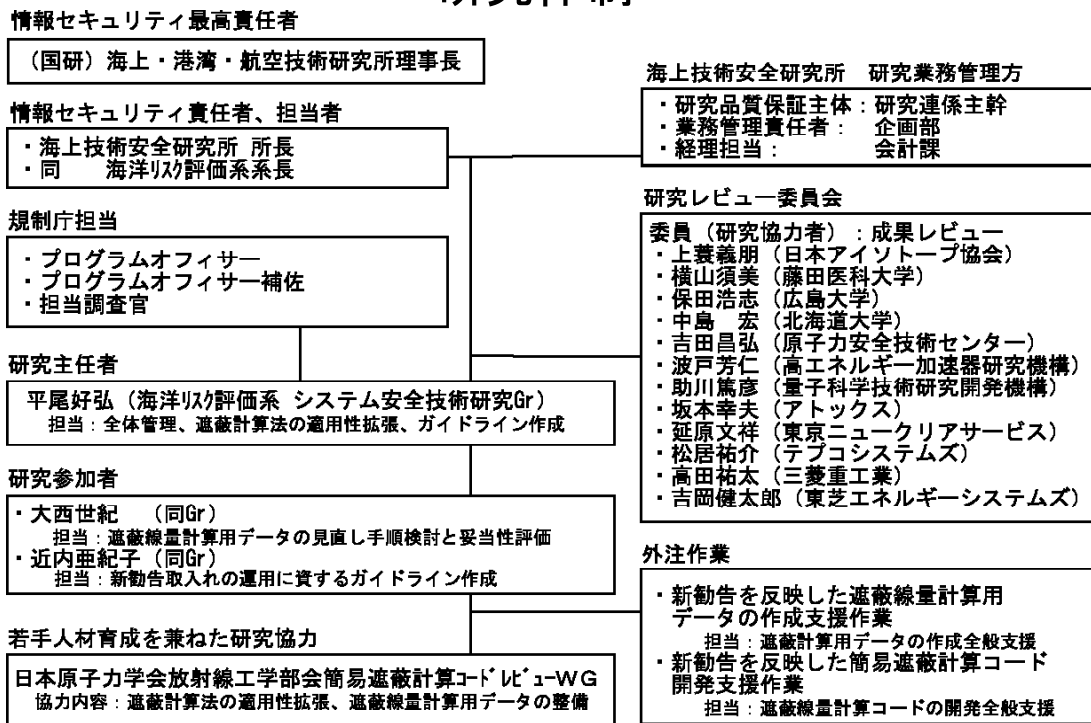 情報セキュリティ最高責任者
(国研)海上・港湾・航空技術研究所理事長
情報セキュリティ責任者、担当者
・海上技術安全研究所 所長
・同 海洋ﾘｽｸ評価系系長
規制庁担当
・プログラムオフィサー
・プログラムオフィサー補佐
・担当調査官
研究主任者
平尾好弘(海洋ﾘｽｸ評価系 システム安全技術研究Gr)
担当:全体管理、遮蔽計算法の適用性拡張、ガイドライン作成
研究参加者
・大西世紀 (同Gr)
担当:遮蔽線量計算用データの見直し手順検討と妥当性評価
・近内亜紀子(同Gr)
担当:新勧告取入れの運用に資するガイドライン作成
若手人材育成を兼ねた研究協力
日本原子力学会放射線工学部会簡易遮蔽計算ｺｰﾄﾞﾚﾋﾞｭｰWG
協力内容:遮蔽計算法の適用性拡張、遮蔽線量計算用データの整備
海上技術安全研究所 研究業務管理方
・研究品質保証主体:研究連係主幹
・業務管理責任者: 企画部
・経理担当: 会計課
研究レビュー委員会
委員(研究協力者):成果レビュー
・上蓑義朋(日本アイソトープ協会)
・横山須美(藤田医科大学)
・保田浩志(広島大学)
・中島 宏(北海道大学)
・吉田昌弘(原子力安全技術センター)
・波戸芳仁(高エネルギー加速器研究機構)
・助川篤彦(量子科学技術研究開発機構)
・坂本幸夫(アトックス)
・延原文祥(東京ニュークリアサービス)
・松居祐介(テプコシステムズ)
・高田祐太(三菱重工業)
・吉岡健太郎(東芝エネルギーシステムズ)
外注作業
・新勧告を反映した遮蔽線量計算用
データの作成支援作業
担当:遮蔽計算用データの作成全般支援
・新勧告を反映した簡易遮蔽計算コード
開発支援作業
担当:遮蔽線量計算コードの開発全般支援